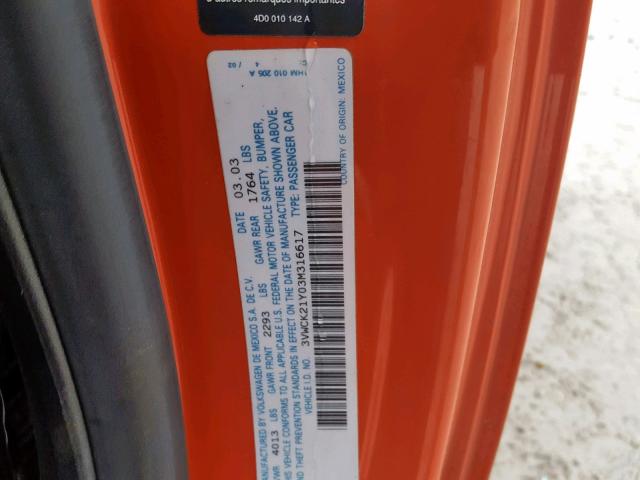 d'autres remarques importantes
4D0 010 142 A
1HM 010 205 A
4 / 02
MANUFACTURED BY VOLKSWAGEN DE MEXICO S.A. DE C.V. DATE 03.03
GVWR 4013 LBS GAWR FRONT 2293 LBS GAWR REAR 1764 LBS
THIS VEHICLE CONFORMS TO ALL APPLICABLE U.S. FEDERAL MOTOR VEHICLE SAFETY, BUMPER,
AND THEFT PREVENTION STANDARDS IN EFFECT ON THE DATE OF MANUFACTURE SHOWN ABOVE.
VEHICLE I.D. NO. 3VWCK21Y03M316617 TYPE: PASSENGER CAR
COUNTRY OF ORIGIN: MEXICO